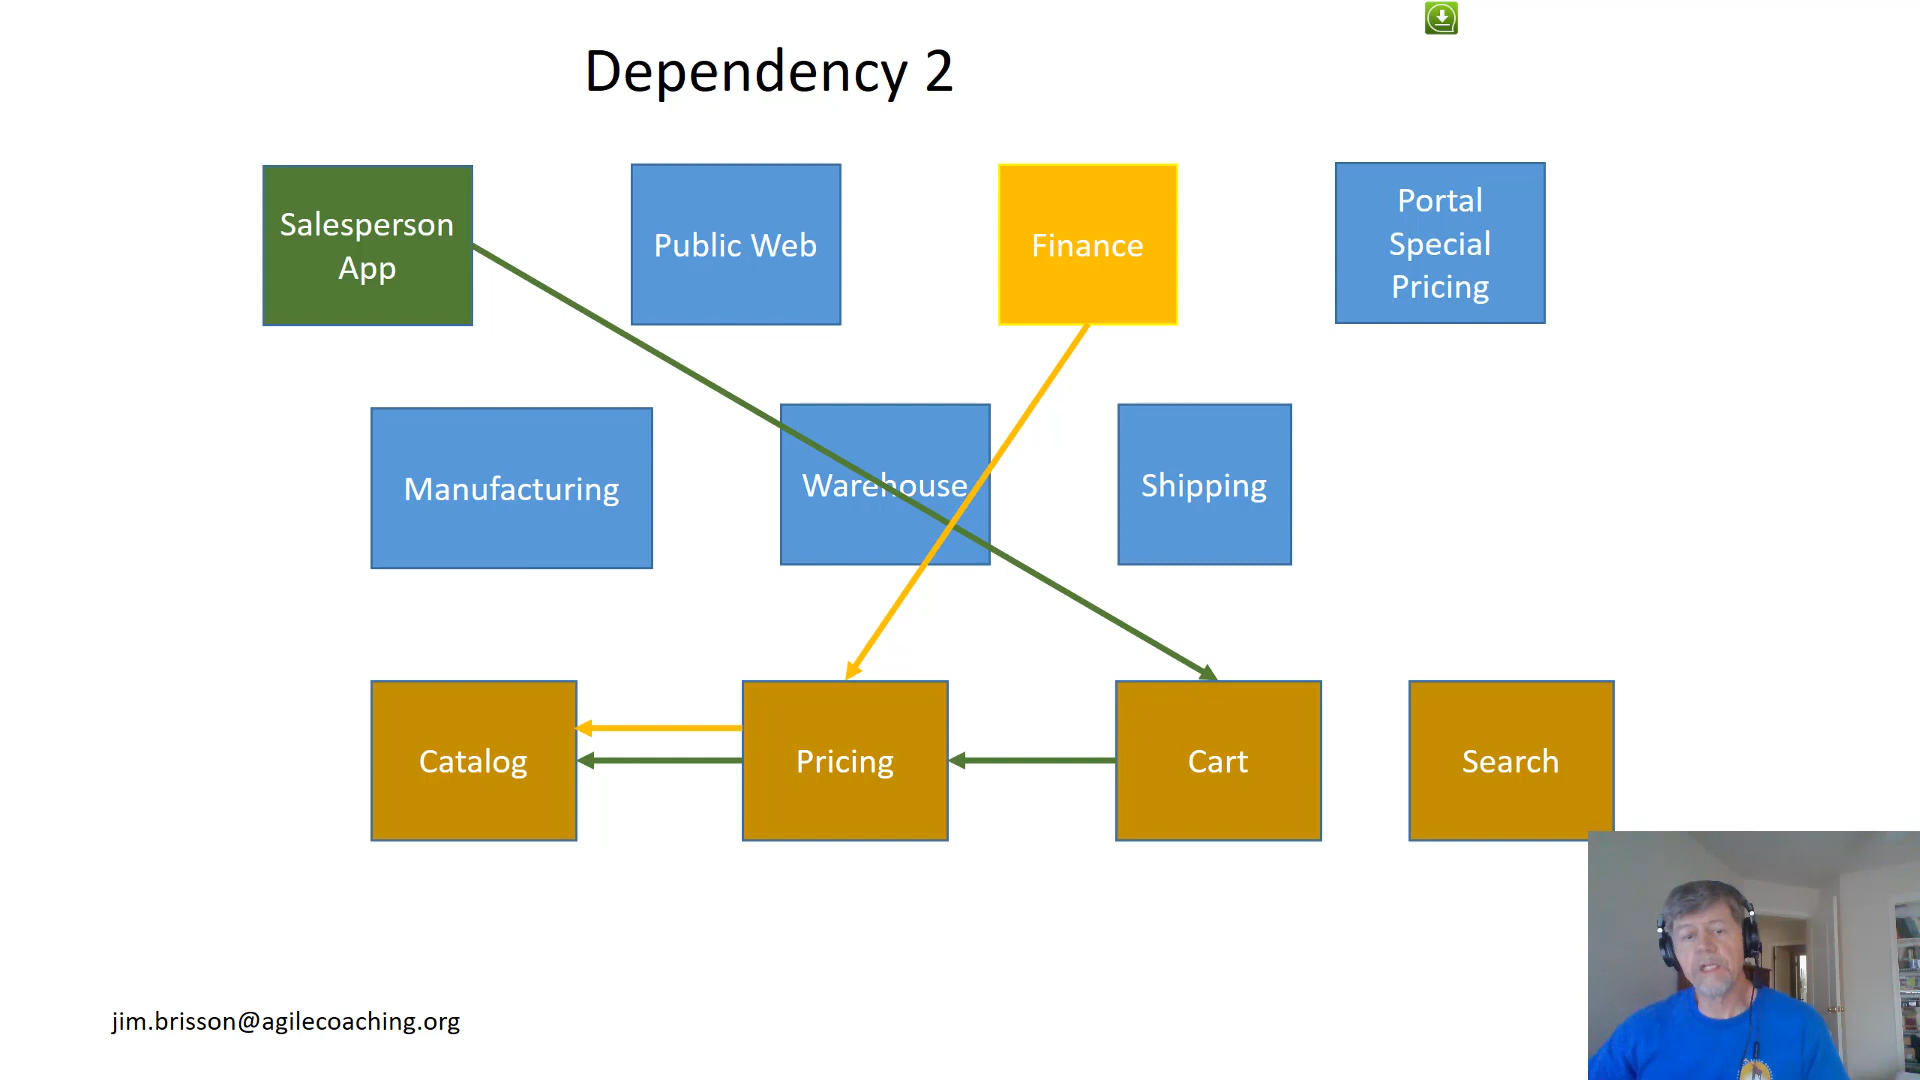 Dependency 2
Salesperson
App
Public Web
Finance
Portal
Special
Pricing
Manufacturing
Warehouse
Shipping
Catalog
Pricing
Cart
Search
jim.brisson@agilecoaching.org